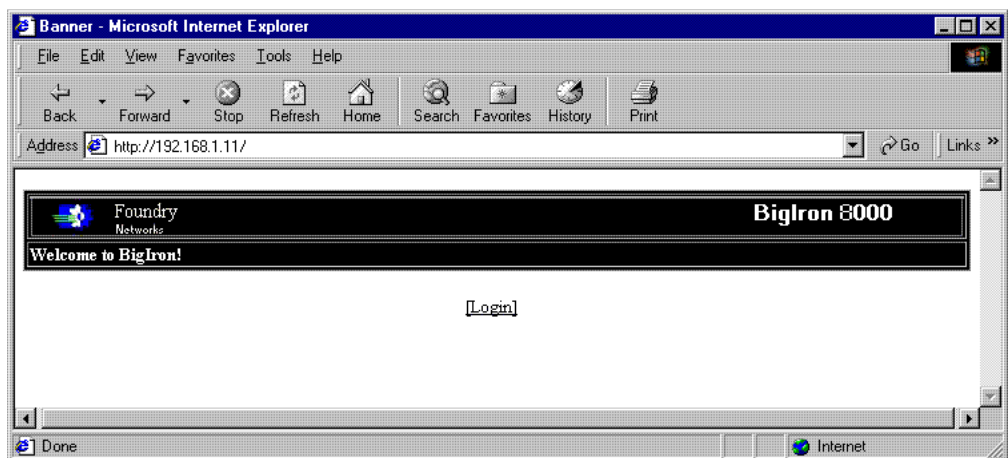 Banner - Microsoft Internet Explorer
File Edit View Favorites Tools Help
Back Forward Stop Refresh Home Search Favorites History Print
Address http://192.168.1.11/ Go Links »
Foundry
Networks
BigIron 8000
Welcome to BigIron!
[Login]
Done Internet